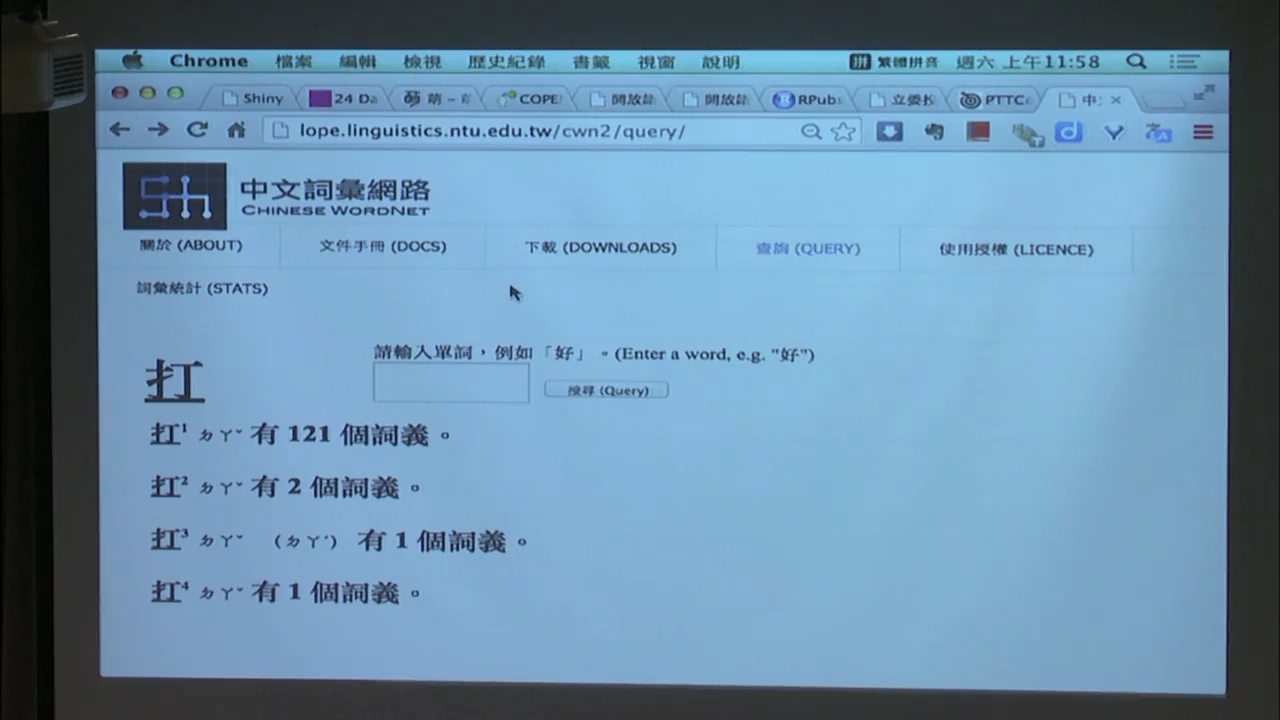 Chrome 檔案 編輯 檢視 歷史紀錄 書籤 視窗 說明 拼 繁體拼音 週六 上午11:58
Shiny 24 Da 萌 COPE 開放 開放 RPubs 立委投 PTTC 中
lope.linguistics.ntu.edu.tw/cwn2/query/
中文詞彙網路
CHINESE WORDNET
關於 (ABOUT) 文件手冊 (DOCS) 下載 (DOWNLOADS) 查詢 (QUERY) 使用授權 (LICENCE)
詞彙統計 (STATS)
請輸入單詞，例如「好」。(Enter a word, e.g. "好")
打
搜尋 (Query)
打¹ ㄉㄚˇ 有 121 個詞義。
打² ㄉㄚˇ 有 2 個詞義。
打³ ㄉㄚˇ （ㄉㄚˊ） 有 1 個詞義。
打⁴ ㄉㄚˇ 有 1 個詞義。